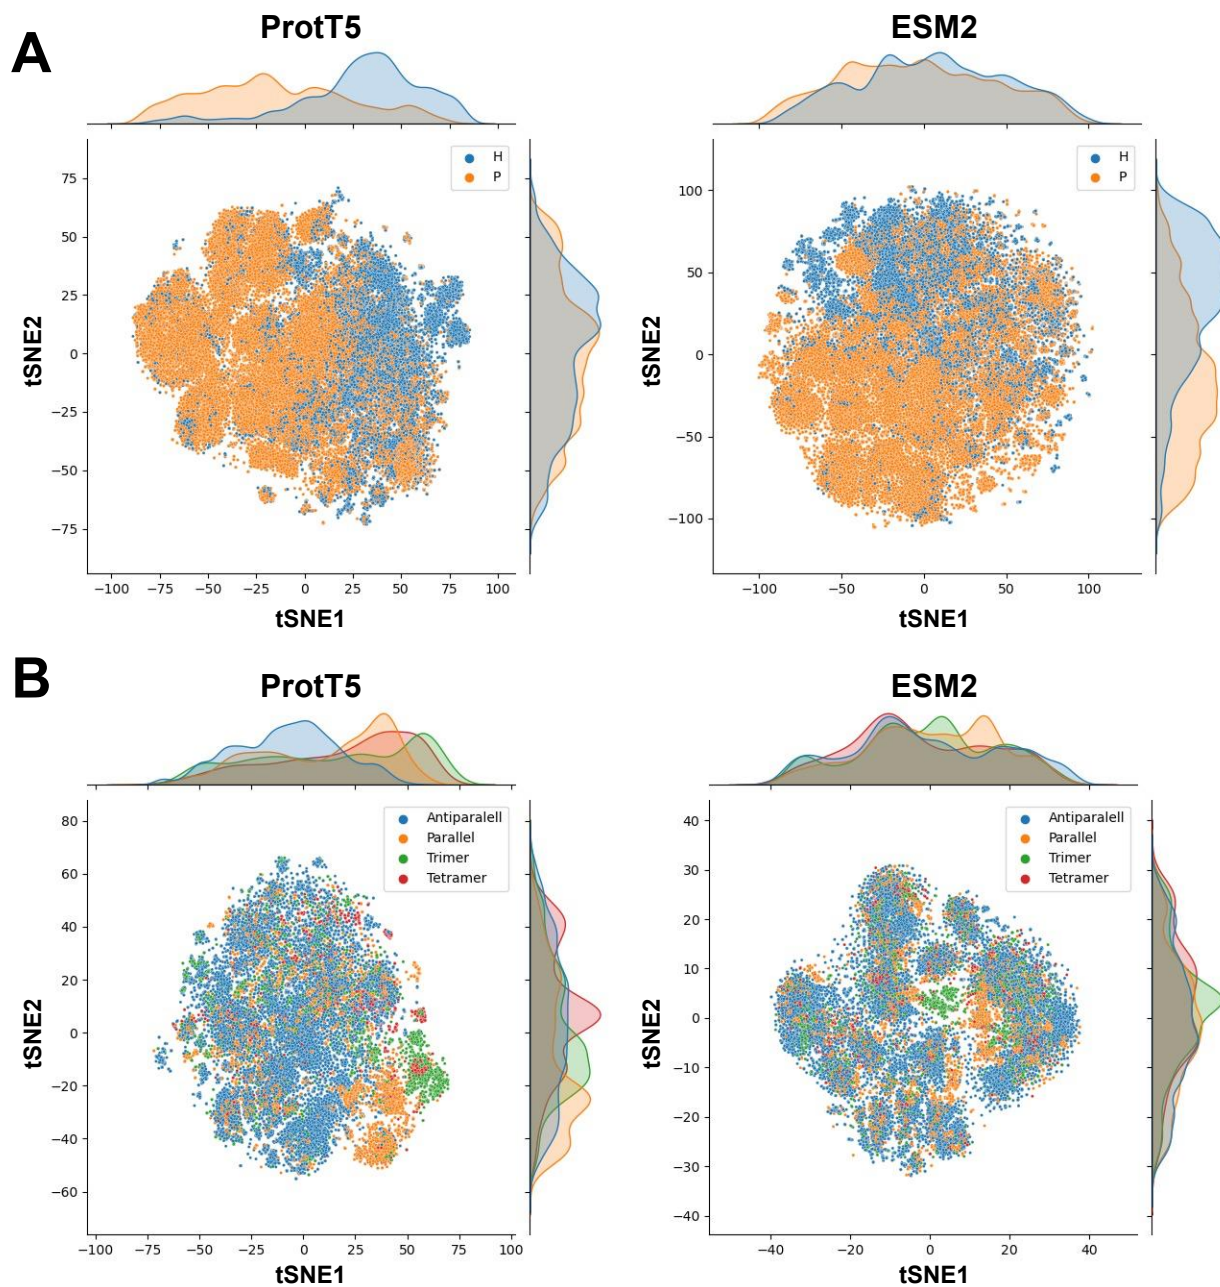 A
ProtT5
ESM2
H
P
H
P
75
50
25
0
−25
−50
−75
100
50
0
−50
−100
tSNE2
tSNE2
−100 −75 −50 −25 0 25 50 75 100
−100 −50 0 50 100
tSNE1
tSNE1
B
ProtT5
ESM2
Antiparalell
Parallel
Trimer
Tetramer
Antiparalell
Parallel
Trimer
Tetramer
80
60
40
20
0
−20
−40
−60
40
30
20
10
0
−10
−20
−30
−40
tSNE2
tSNE2
−100 −75 −50 −25 0 25 50 75 100
−40 −20 0 20 40
tSNE1
tSNE1